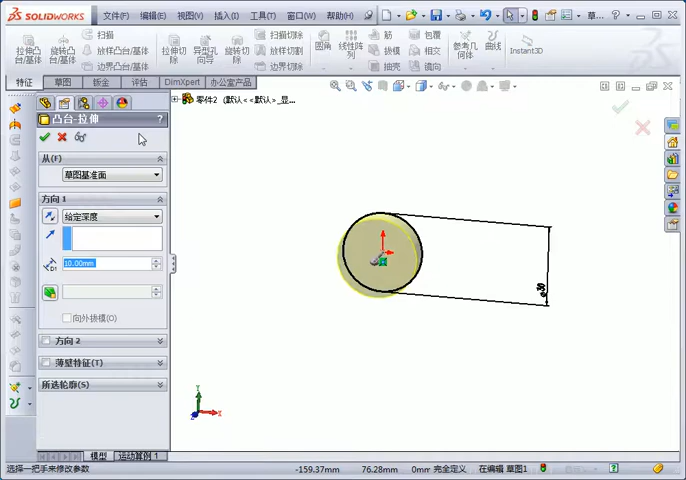 SOLIDWORKS 文件(F) 编辑(E) 视图(V) 插入(I) 工具(T) 窗口(W) 帮助(H) 草...
拉伸凸台/基体 旋转凸台/基体 扫描 放样凸台/基体 边界凸台/基体 拉伸切除 异型孔向导 旋转切除 扫描切除 放样切割 边界切除 圆角 线性阵列 筋 拔模 抽壳 包覆 相交 镜向 参考几何体 曲线 Instant3D
特征 草图 钣金 评估 DimXpert 办公室产品
零件2 (默认<<默认>_显...
凸台-拉伸 ?
从(F)
草图基准面
方向1
给定深度
10.00mm
向外拔模(O)
方向2
薄壁特征(T)
所选轮廓(S)
⌀30
Y
X
Z
模型 运动算例 1
选择一把手来修改参数 -159.37mm 76.28mm 0mm 完全定义 在编辑 草图1